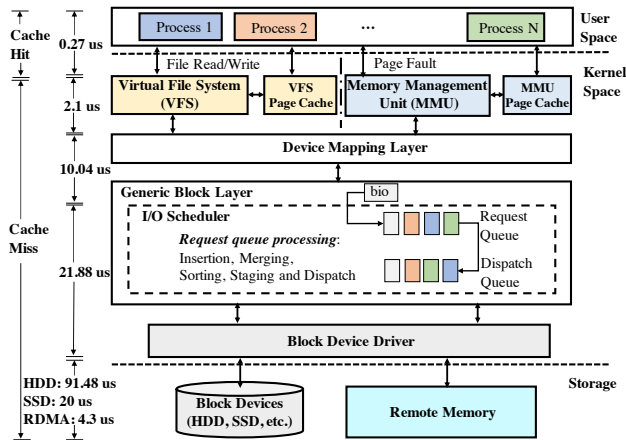 Cache
Hit
0.27 us
Process 1
Process 2
...
Process N
User
Space
File Read/Write
Page Fault
Kernel
Space
Virtual File System
(VFS)
VFS
Page Cache
Memory Management
Unit (MMU)
MMU
Page Cache
2.1 us
Device Mapping Layer
10.04 us
Generic Block Layer
bio
Cache
Miss
I/O Scheduler
Request queue processing:
Insertion, Merging,
Sorting, Staging and Dispatch
Request
Queue
Dispatch
Queue
21.88 us
Block Device Driver
HDD: 91.48 us
SSD: 20 us
RDMA: 4.3 us
Storage
Block Devices
(HDD, SSD, etc.)
Remote Memory